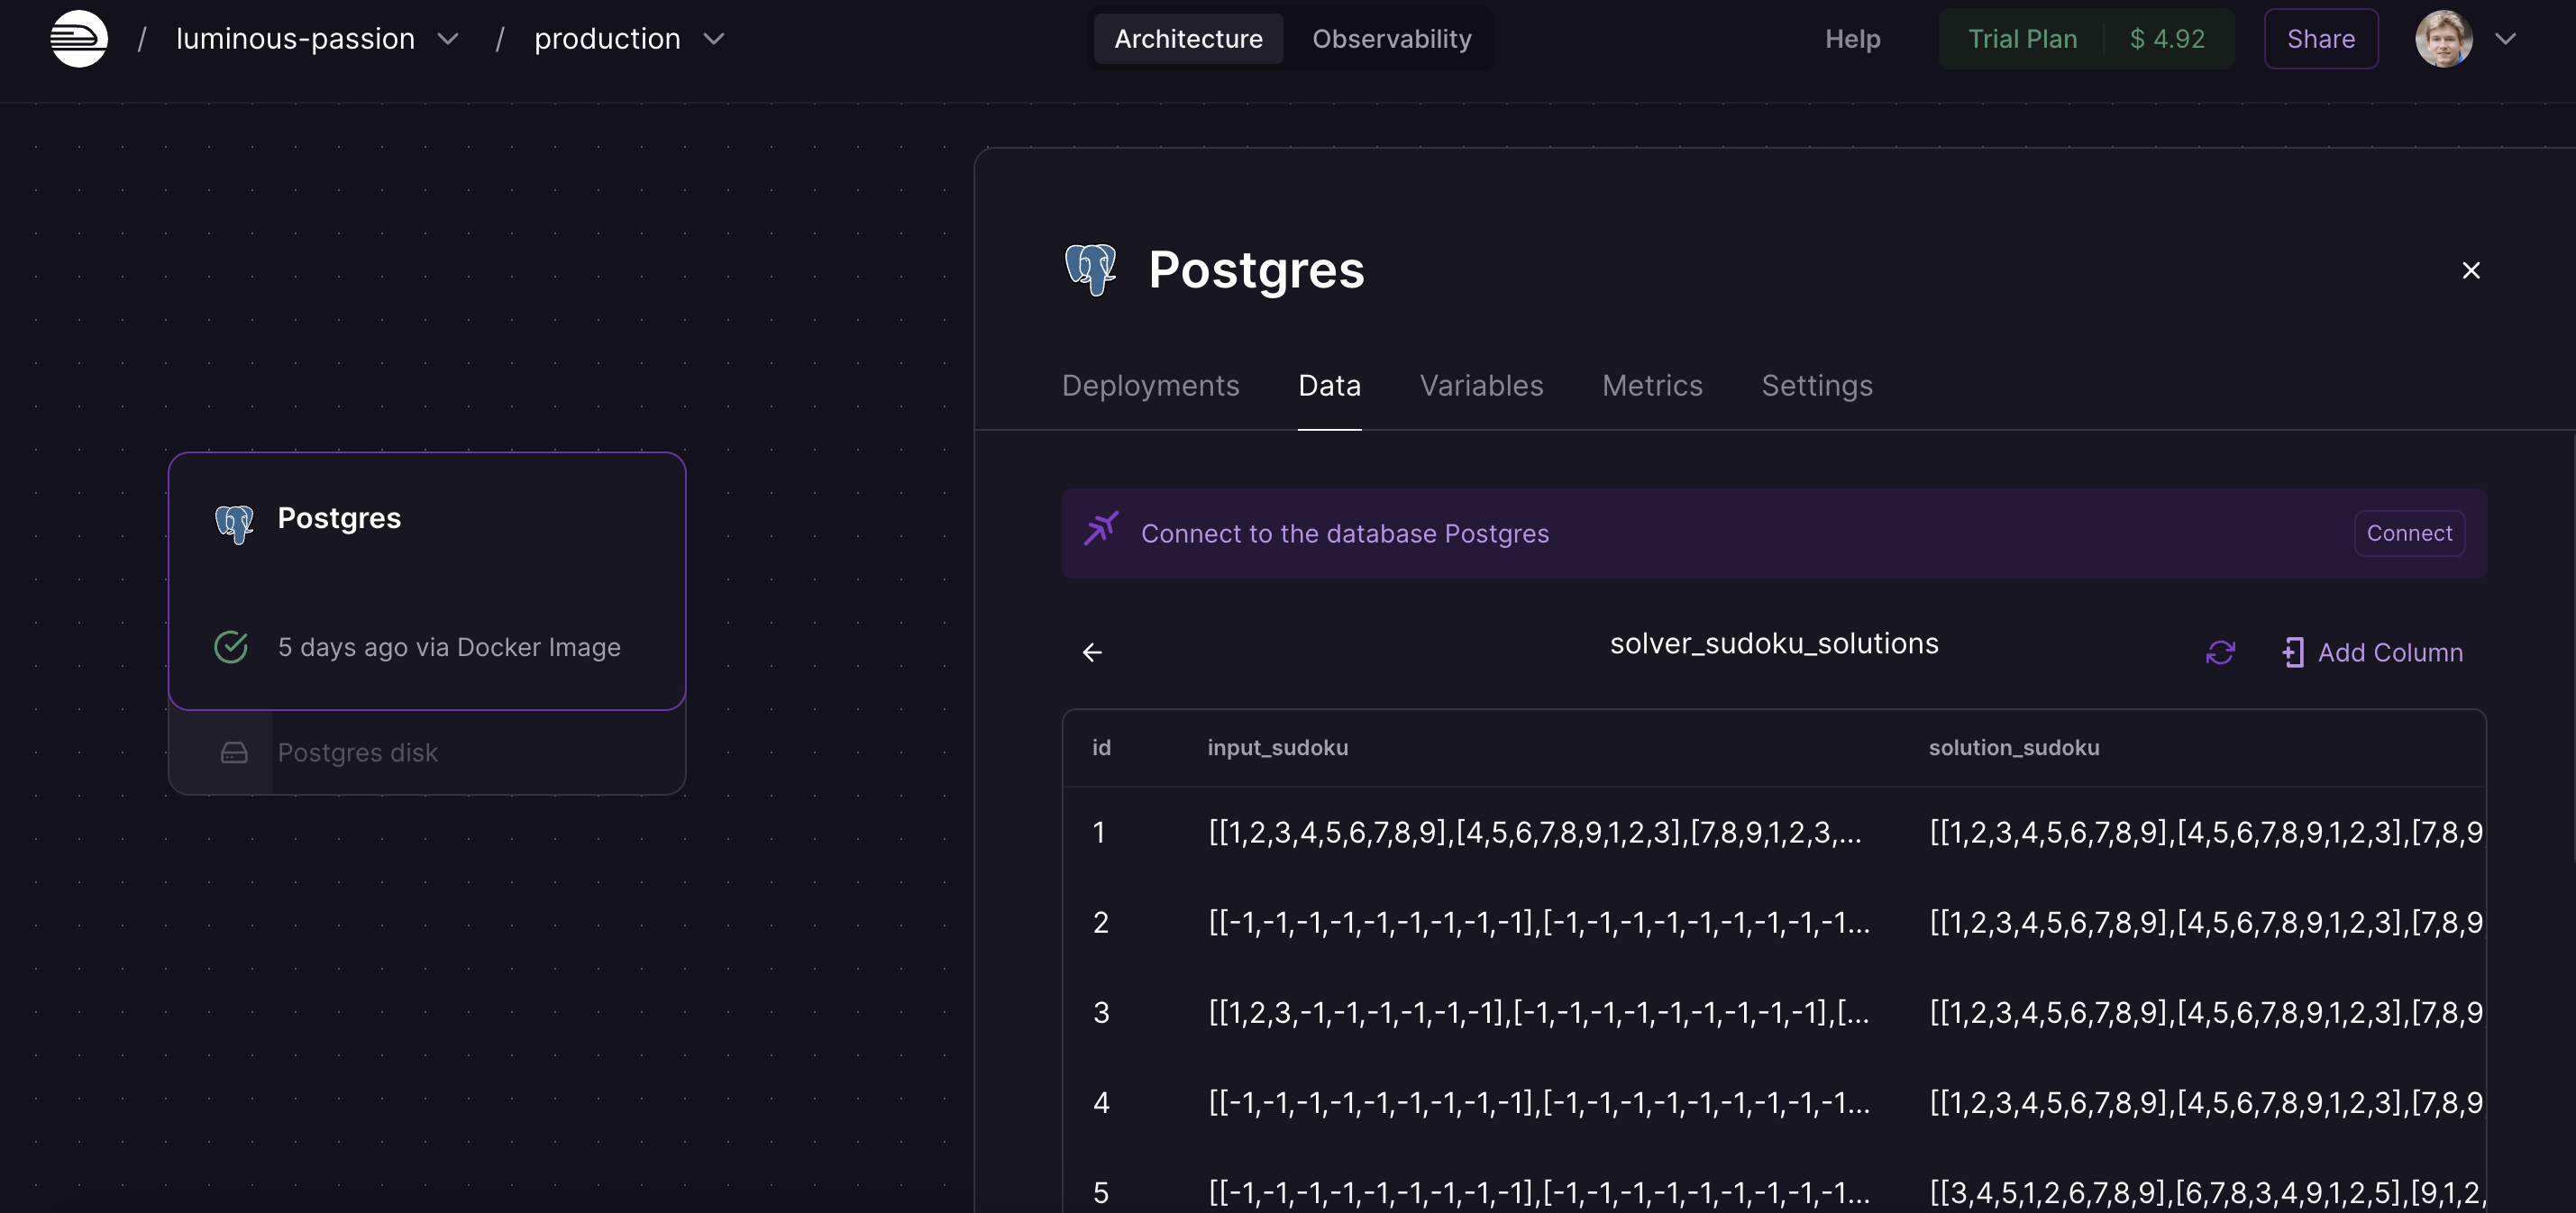 / luminous-passion / production
Architecture Observability
Help Trial Plan $ 4.92 Share
Postgres
Deployments Data Variables Metrics Settings
Postgres
5 days ago via Docker Image
Postgres disk
Connect to the database Postgres Connect
solver_sudoku_solutions Add Column
id input_sudoku solution_sudoku
1 [[1,2,3,4,5,6,7,8,9],[4,5,6,7,8,9,1,2,3],[7,8,9,1,2,3,... [[1,2,3,4,5,6,7,8,9],[4,5,6,7,8,9,1,2,3],[7,8,9
2 [[-1,-1,-1,-1,-1,-1,-1,-1,-1],[-1,-1,-1,-1,-1,-1,-1,-1,-1... [[1,2,3,4,5,6,7,8,9],[4,5,6,7,8,9,1,2,3],[7,8,9
3 [[1,2,3,-1,-1,-1,-1,-1,-1],[-1,-1,-1,-1,-1,-1,-1,-1,-1],[... [[1,2,3,4,5,6,7,8,9],[4,5,6,7,8,9,1,2,3],[7,8,9
4 [[-1,-1,-1,-1,-1,-1,-1,-1,-1],[-1,-1,-1,-1,-1,-1,-1,-1,-1... [[1,2,3,4,5,6,7,8,9],[4,5,6,7,8,9,1,2,3],[7,8,9
5 [[-1,-1,-1,-1,-1,-1,-1,-1,-1],[-1,-1,-1,-1,-1,-1,-1,-1,-1... [[3,4,5,1,2,6,7,8,9],[6,7,8,3,4,9,1,2,5],[9,1,2,